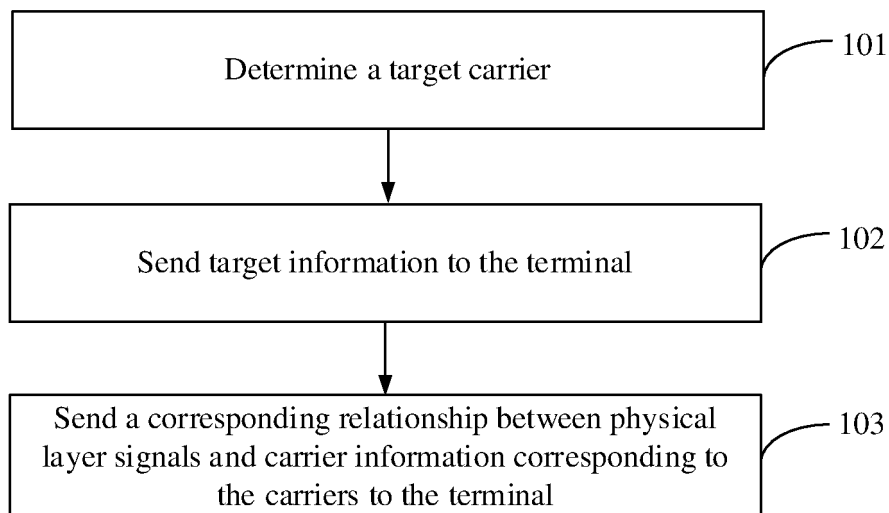 Determine a target carrier
101
Send target information to the terminal
102
Send a corresponding relationship between physical
layer signals and carrier information corresponding to
the carriers to the terminal
103